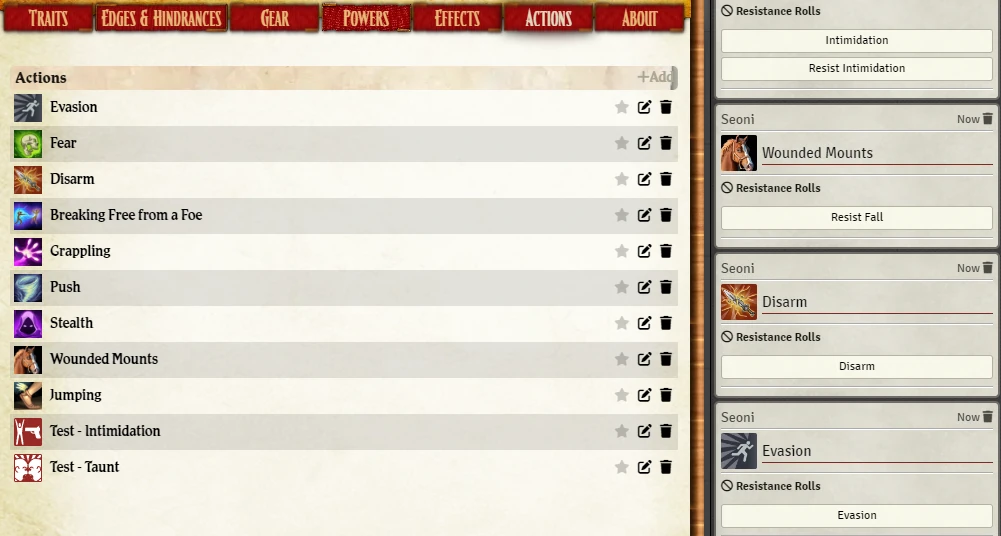 TRAITS
EDGES & HINDRANCES
GEAR
POWERS
EFFECTS
ACTIONS
ABOUT
Actions
+Add
Evasion
Fear
Disarm
Breaking Free from a Foe
Grappling
Push
Stealth
Wounded Mounts
Jumping
Test - Intimidation
Test - Taunt
Resistance Rolls
Intimidation
Resist Intimidation
Seoni
Now
Wounded Mounts
Resistance Rolls
Resist Fall
Seoni
Now
Disarm
Resistance Rolls
Disarm
Seoni
Now
Evasion
Resistance Rolls
Evasion